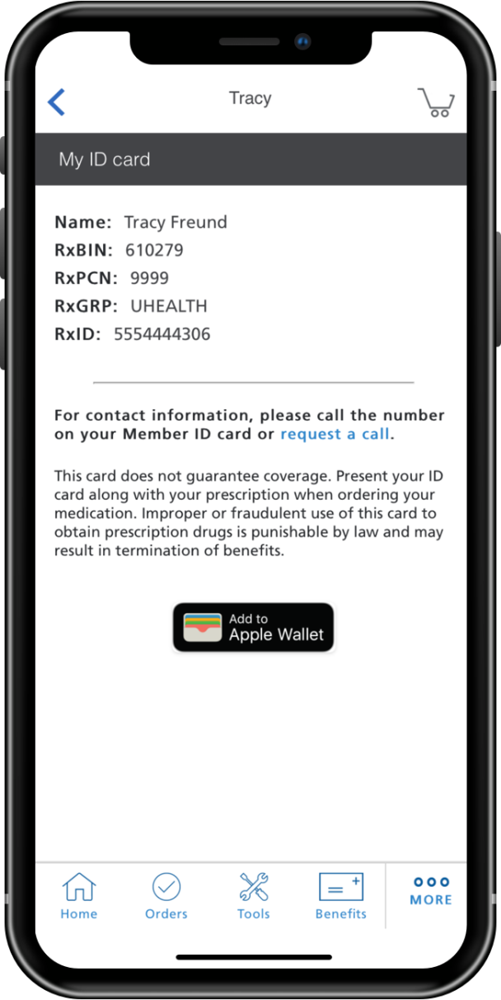 Tracy
My ID card
Name: Tracy Freund
RxBIN: 610279
RxPCN: 9999
RxGRP: UHEALTH
RxID: 5554444306
For contact information, please call the number
on your Member ID card or request a call.
This card does not guarantee coverage. Present your ID
card along with your prescription when ordering your
medication. Improper or fraudulent use of this card to
obtain prescription drugs is punishable by law and may
result in termination of benefits.
Add to
Apple Wallet
Home Orders Tools Benefits MORE